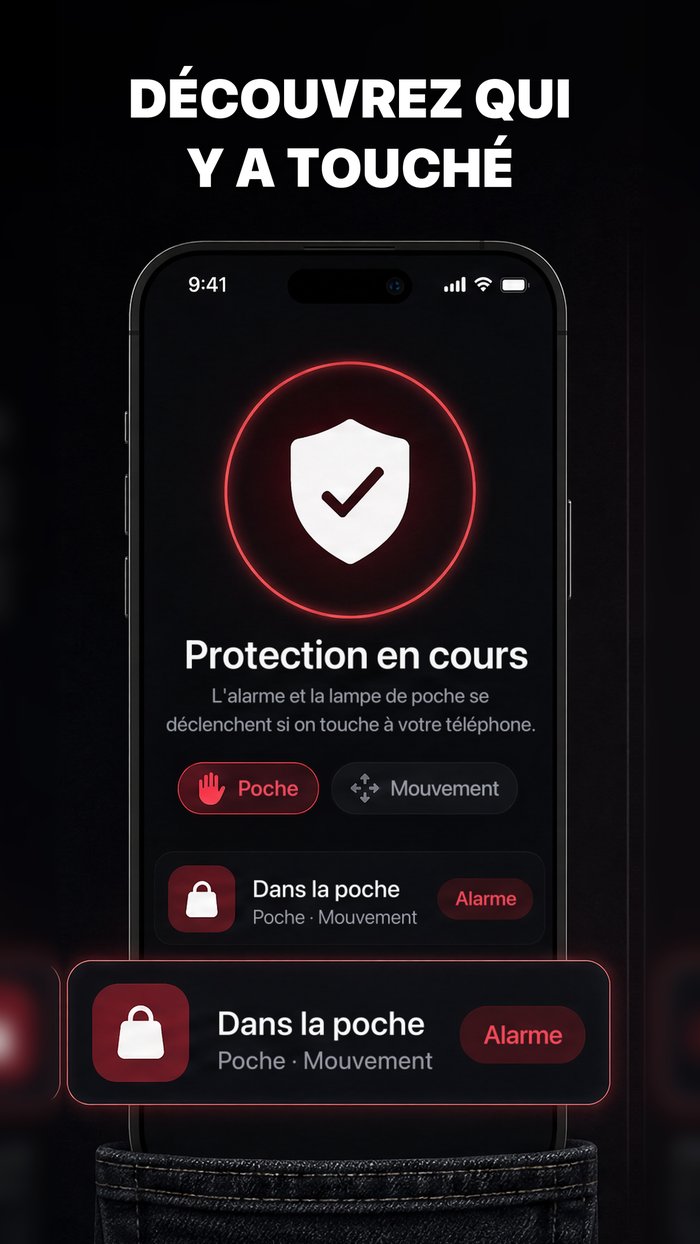 DÉCOUVREZ QUI
Y A TOUCHÉ
9:41
Protection en cours
L'alarme et la lampe de poche se
déclenchent si on touche à votre téléphone.
Poche
Mouvement
Dans la poche
Poche · Mouvement
Alarme
Dans la poche
Poche · Mouvement
Alarme